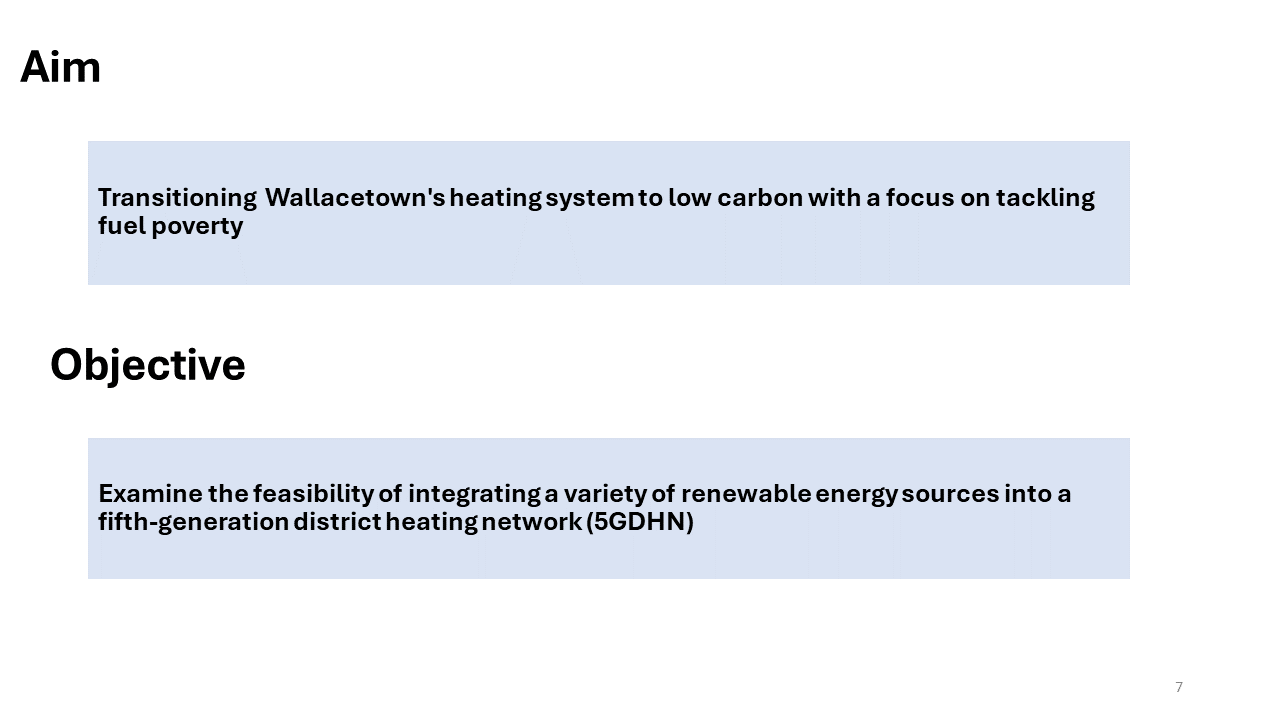 Aim
Transitioning Wallacetown's heating system to low carbon with a focus on tackling
fuel poverty
Objective
Examine the feasibility of integrating a variety of renewable energy sources into a
fifth-generation district heating network (5GDHN)
7